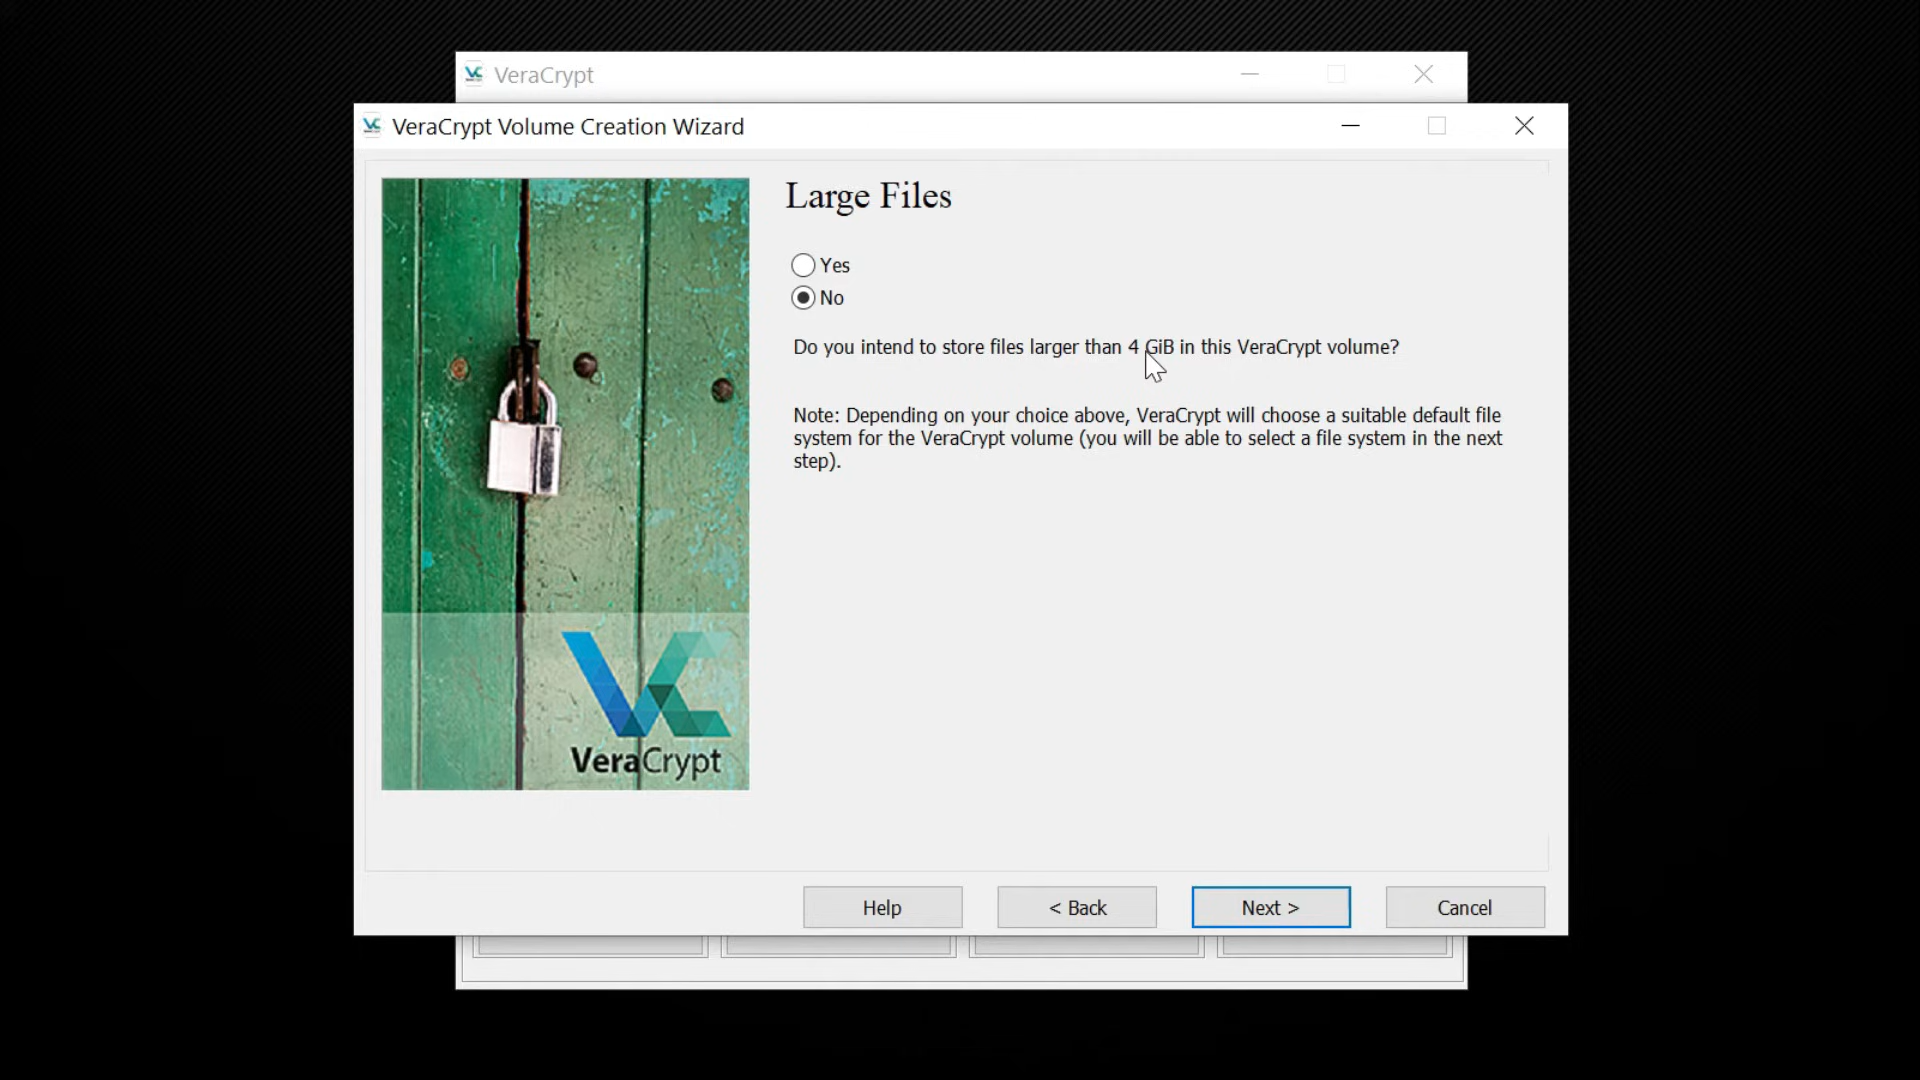 VeraCrypt
VeraCrypt Volume Creation Wizard
Large Files
Yes
No
Do you intend to store files larger than 4 GiB in this VeraCrypt volume?
Note: Depending on your choice above, VeraCrypt will choose a suitable default file
system for the VeraCrypt volume (you will be able to select a file system in the next
step).
VeraCrypt
Help
< Back
Next >
Cancel